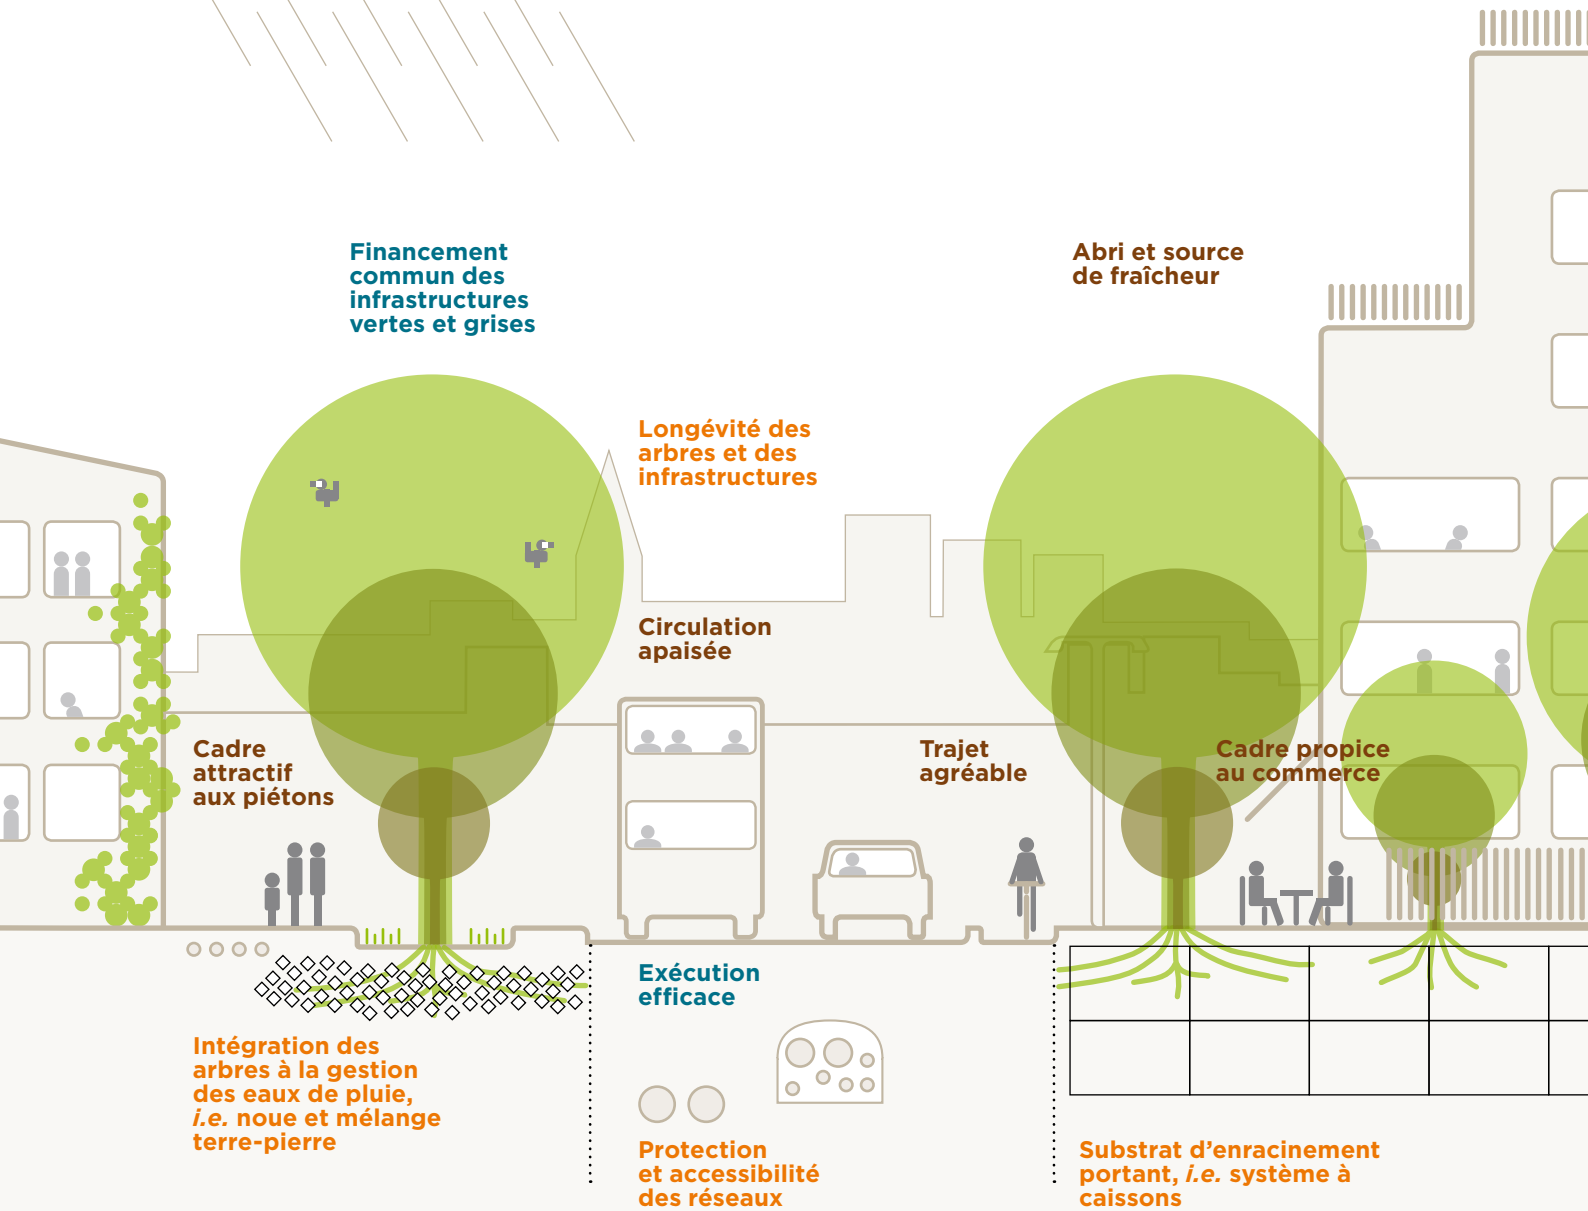 Financement
commun des
infrastructures
vertes et grises
Abri et source
de fraîcheur
Longévité des
arbres et des
infrastructures
Circulation
apaisée
Cadre
attractif
aux piétons
Trajet
agréable
Cadre propice
au commerce
Exécution
efficace
Intégration des
arbres à la gestion
des eaux de pluie,
i.e. noue et mélange
terre-pierre
Protection
et accessibilité
des réseaux
Substrat d’enracinement
portant, i.e. système à
caissons